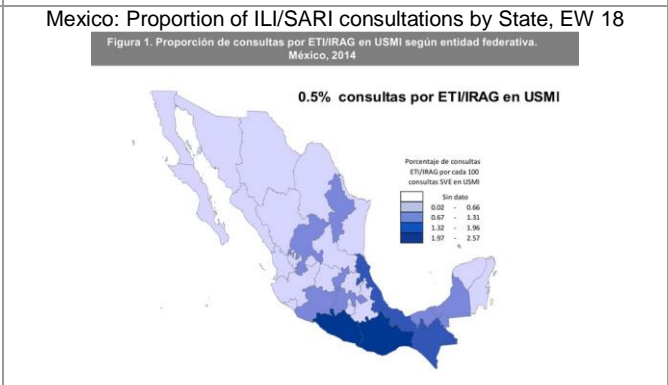 Mexico: Proportion of ILI/SARI consultations by State, EW 18
Figura 1. Proporción de consultas por ETI/IRAG en USMI según entidad federativa.
México, 2014
0.5% consultas por ETI/IRAG en USMI
Porcentaje de consultas
ETI/IRAG por cada 100
consultas SVE en USMI
Sin dato
0.02 - 0.66
0.67 - 1.31
1.32 - 1.96
1.97 - 2.57